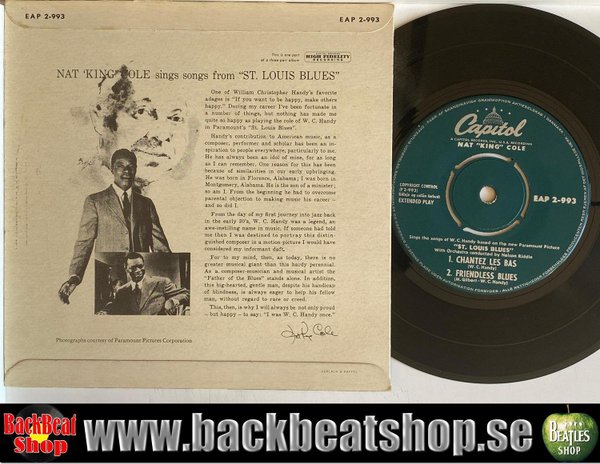 EAP 2-993
EAP 2-993
This is one part
of a three part album
HIGH FIDELITY
RECORDING
NAT 'KING' COLE sings songs from "ST. LOUIS BLUES"
One of William Christopher Handy's favorite
adages is "If you want to be happy, make others
happy." During my career I've been fortunate in
a number of things, but nothing has made me
quite so happy as playing the role of W. C. Handy
in Paramount's "St. Louis Blues".
Handy's contribution to American music, as a
composer, performer and scholar has been an in-
spiration to people everywhere, particularly to me.
He has always been an idol of mine, for as long
as I can remember. One reason for this has been
because of similarities in our early upbringing.
He was born in Florence, Alabama; I was born in
Montgomery, Alabama. He is the son of a minister;
so am I. From the beginning he had to overcome
parental objection to making music his career —
and so did I.
From the day of my first journey into jazz back
in the early 30's, W. C. Handy was a legend, an
awe-instilling name in music. If someone had told
me then I was destined to portray this distin-
guished composer in a motion picture I would have
considered my informant daft.
For to my mind, then, as today, there is no
greater musical giant than this hardy perennial.
As a composer-musician and musical artist the
"Father of the Blues" stands alone. In addition,
this big-hearted, gentle man, despite his handicap
of blindness, is always eager to help his fellow
man, without regard to race or creed.
This, then, is why I will always be not only proud
— but happy — to say: "I was W. C. Handy once."
Nat King Cole
Photographs courtesy of Paramount Pictures Corporation
Capitol
NAT "KING" COLE
COPYRIGHT CONTROL
EXTENDED PLAY
EAP 2-993
Sings the songs of W. C. Handy based on the new Paramount Picture
"ST. LOUIS BLUES"
With Orchestra conducted by Nelson Riddle
1. CHANTEZ LES BAS
(W. C. Handy)
2. FRIENDLESS BLUES
(M. Gilbert - W. C. Handy)
BackBeat
Shop
www.backbeatshop.se
BEATLES
SHOP